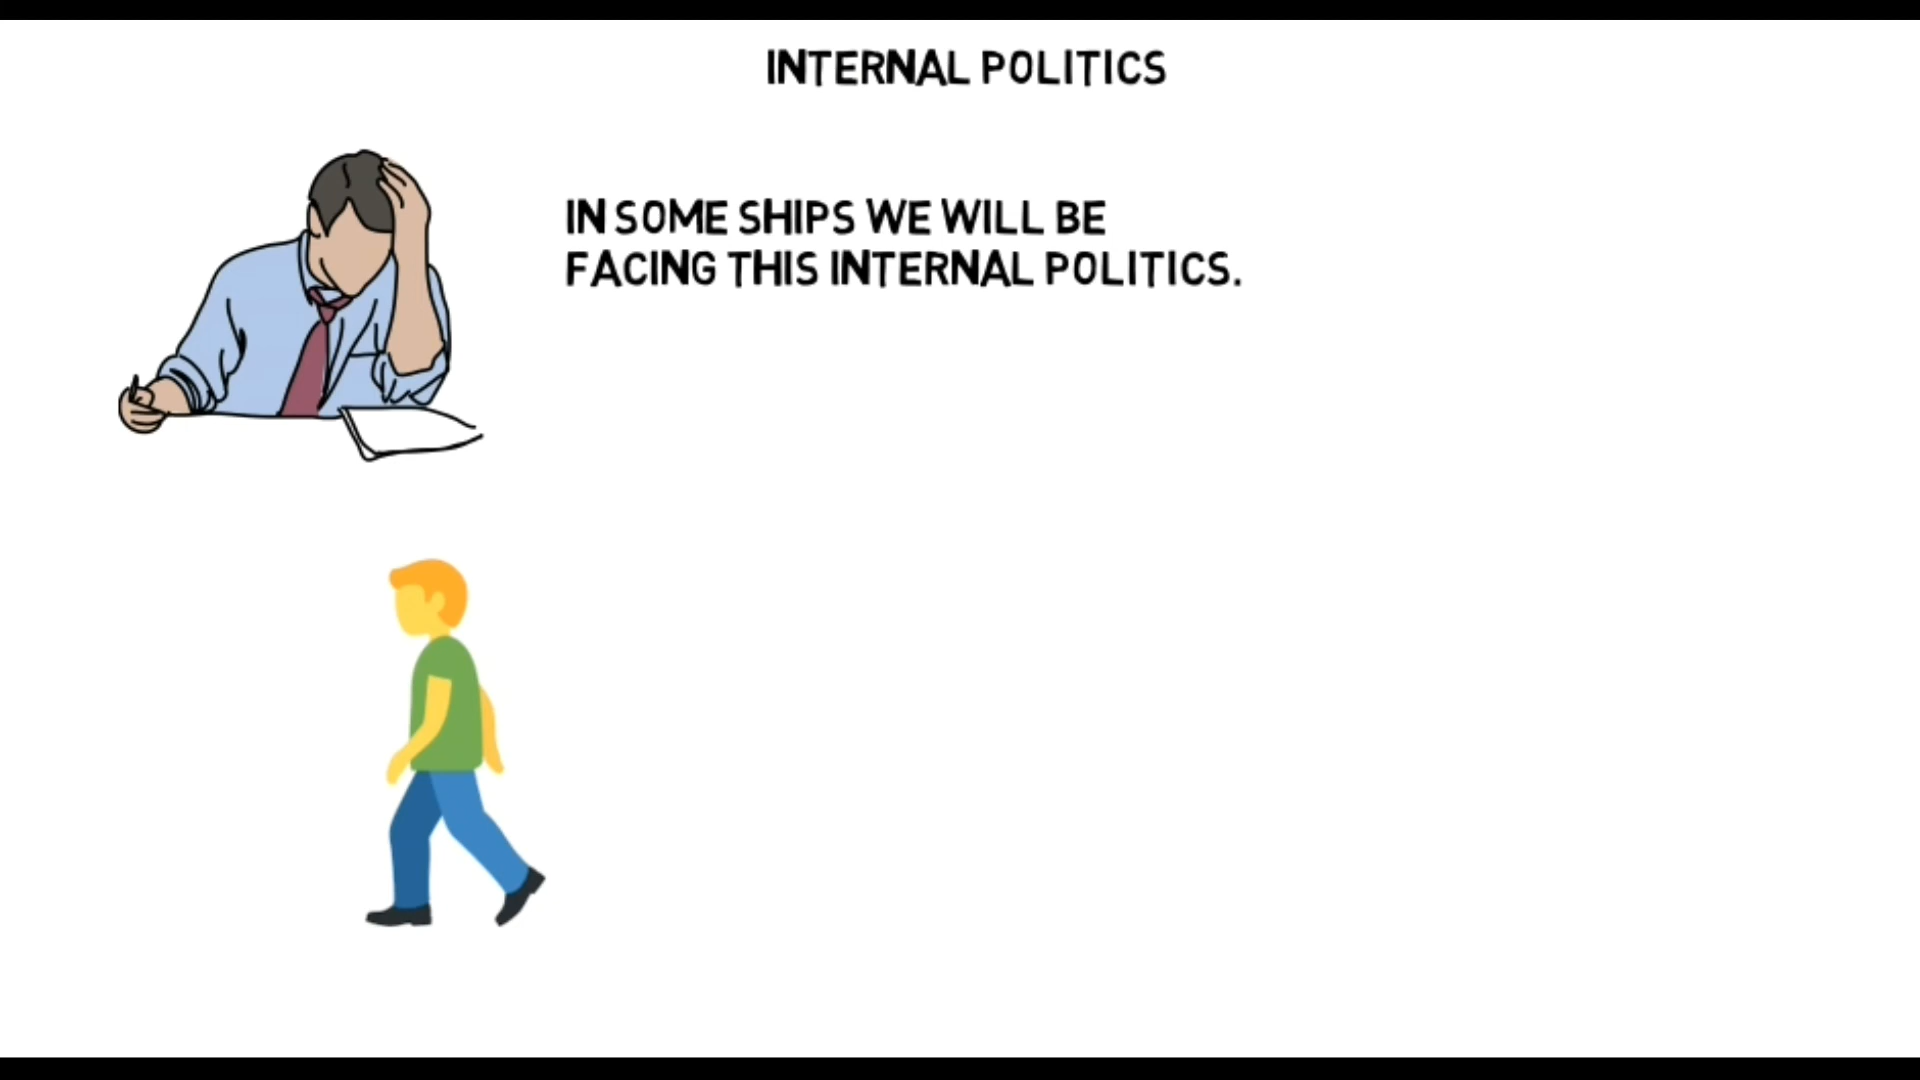 INTERNAL POLITICS
IN SOME SHIPS WE WILL BE
FACING THIS INTERNAL POLITICS.